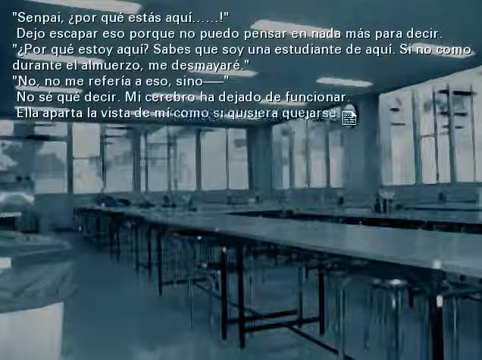 "Senpai, ¿por qué estás aquí......!"
Dejo escapar eso porque no puedo pensar en nada más para decir.
"¿Por qué estoy aquí? Sabes que soy una estudiante de aquí. Si no como
durante el almuerzo, me desmayaré."
"No, no me refería a eso, sino——"
No sé qué decir. Mi cerebro ha dejado de funcionar.
Ella aparta la vista de mí como si quisiera quejarse.